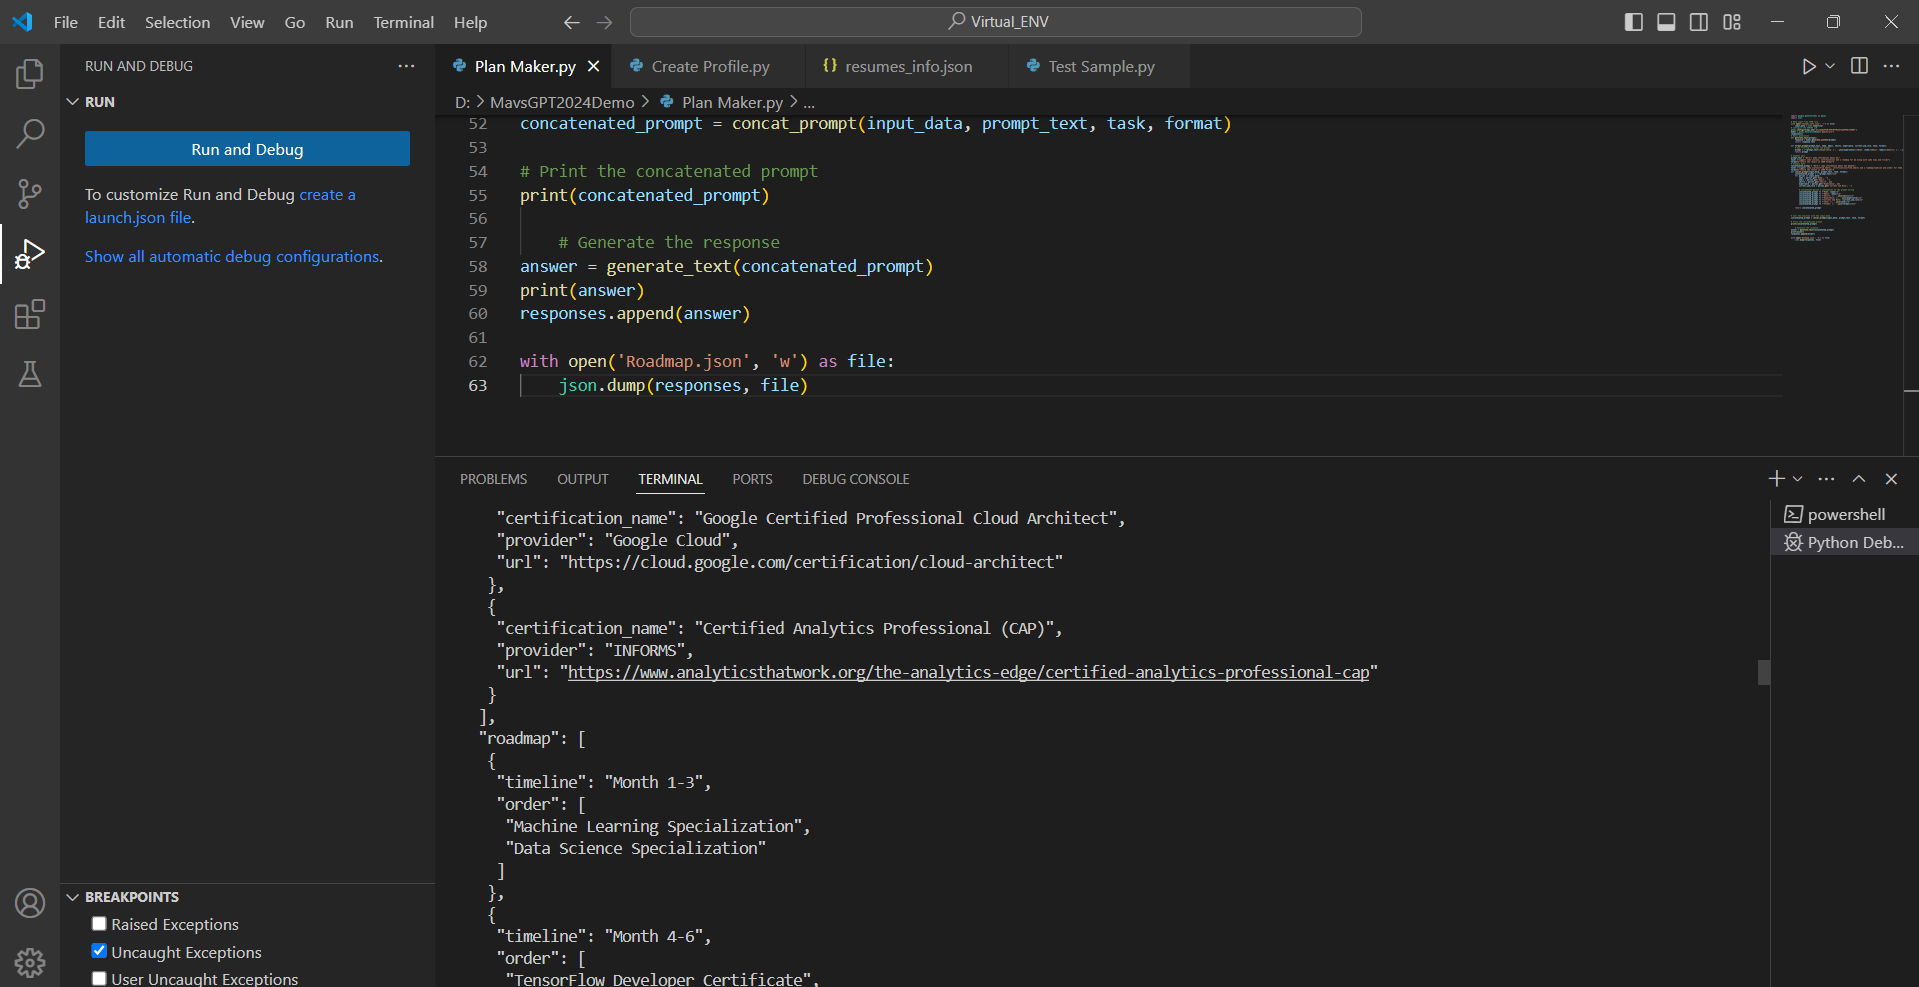 File Edit Selection View Go Run Terminal Help
Virtual_ENV
RUN AND DEBUG
RUN
Run and Debug
To customize Run and Debug create a
launch.json file.
Show all automatic debug configurations.
BREAKPOINTS
Raised Exceptions
Uncaught Exceptions
User Uncaught Exceptions
Plan Maker.py
Create Profile.py
{} resumes_info.json
Test Sample.py
D: > MavsGPT2024Demo > Plan Maker.py > ...
52 concatenated_prompt = concat_prompt(input_data, prompt_text, task, format)
53
54 # Print the concatenated prompt
55 print(concatenated_prompt)
56
57 # Generate the response
58 answer = generate_text(concatenated_prompt)
59 print(answer)
60 responses.append(answer)
61
62 with open('Roadmap.json', 'w') as file:
63 json.dump(responses, file)
PROBLEMS OUTPUT TERMINAL PORTS DEBUG CONSOLE
"certification_name": "Google Certified Professional Cloud Architect",
"provider": "Google Cloud",
"url": "https://cloud.google.com/certification/cloud-architect"
},
{
"certification_name": "Certified Analytics Professional (CAP)",
"provider": "INFORMS",
"url": "https://www.analyticsthatwork.org/the-analytics-edge/certified-analytics-professional-cap"
}
],
"roadmap": [
{
"timeline": "Month 1-3",
"order": [
"Machine Learning Specialization",
"Data Science Specialization"
]
},
{
"timeline": "Month 4-6",
"order": [
"TensorFlow Developer Certificate",
powershell
Python Deb...